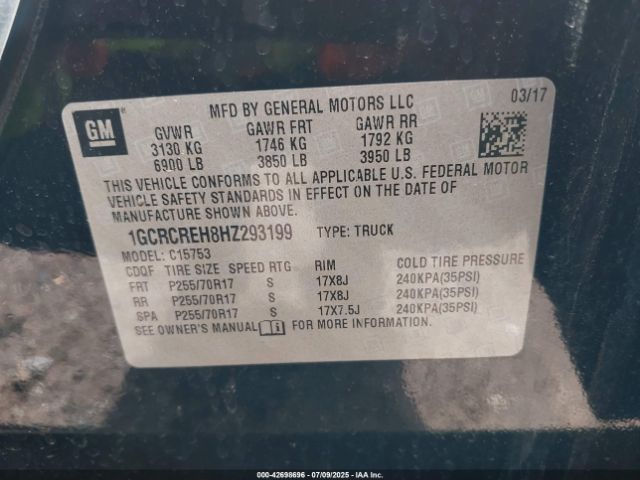 MFD BY GENERAL MOTORS LLC 03/17
GM
GVWR GAWR FRT GAWR RR
3130 KG 1746 KG 1792 KG
6900 LB 3850 LB 3950 LB
THIS VEHICLE CONFORMS TO ALL APPLICABLE U.S. FEDERAL MOTOR
VEHICLE SAFETY STANDARDS IN EFFECT ON THE DATE OF
MANUFACTURE SHOWN ABOVE.
1GCRCREH8HZ293199 TYPE: TRUCK
MODEL: C15753
CDQF TIRE SIZE SPEED RTG RIM COLD TIRE PRESSURE
FRT P255/70R17 S 17X8J 240KPA(35PSI)
RR P255/70R17 S 17X8J 240KPA(35PSI)
SPA P255/70R17 S 17X7.5J 240KPA(35PSI)
SEE OWNER'S MANUAL FOR MORE INFORMATION.
000-42698696 - 07/09/2025 - IAA Inc.